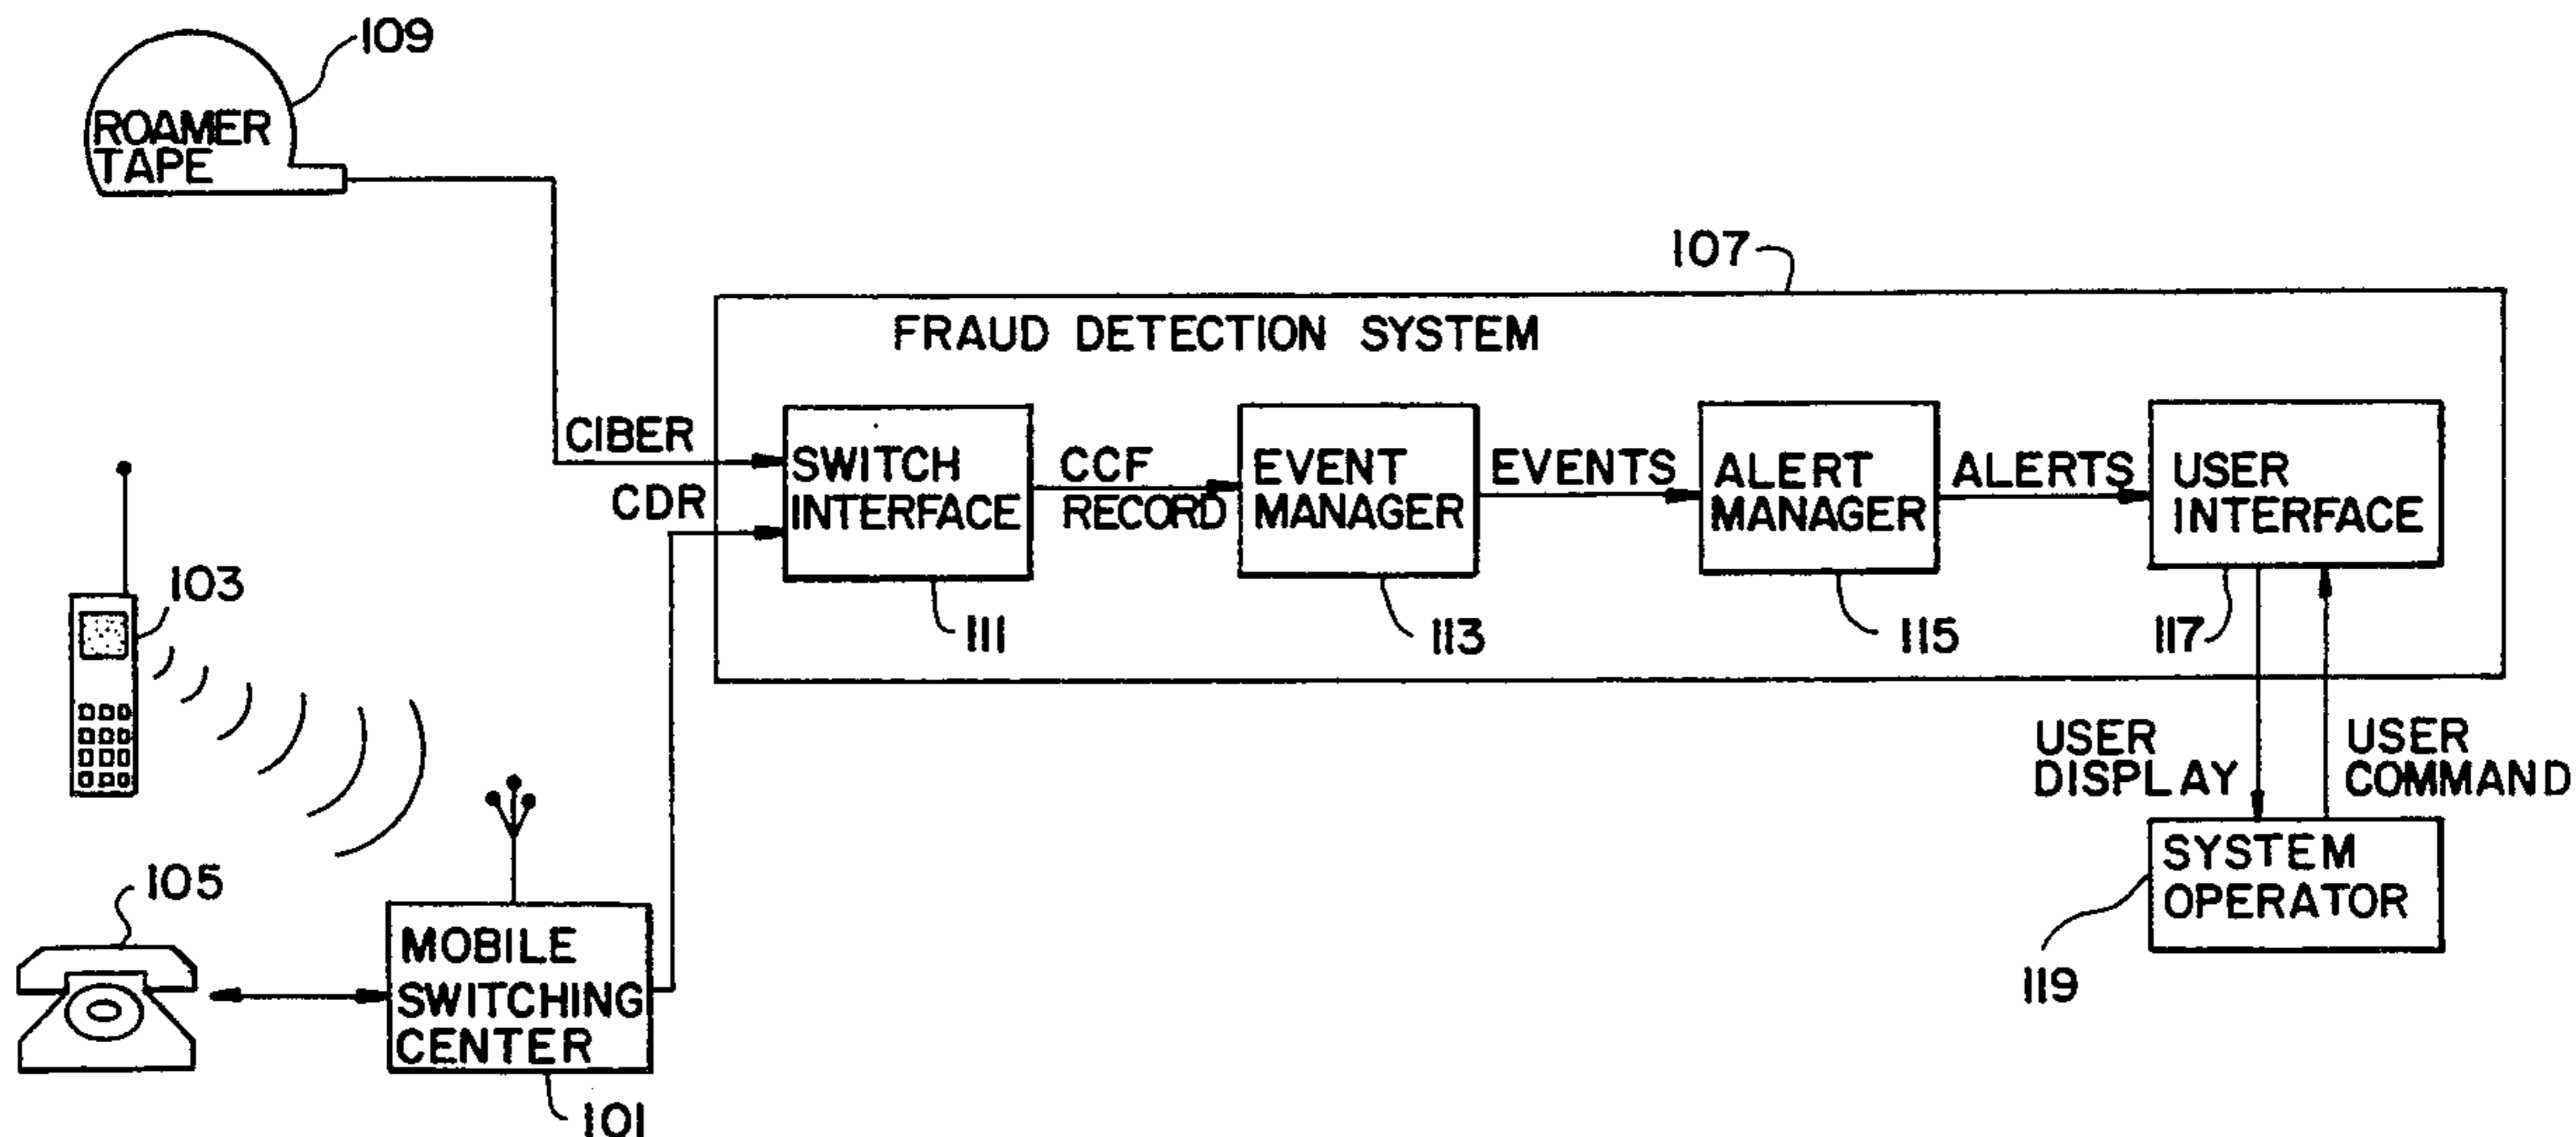 109
ROAMER
TAPE
107
FRAUD DETECTION SYSTEM
CIBER
CDR
SWITCH
INTERFACE
CCF
RECORD
EVENT
MANAGER
EVENTS
ALERT
MANAGER
ALERTS
USER
INTERFACE
103
111
113
115
117
USER
DISPLAY
USER
COMMAND
SYSTEM
OPERATOR
119
105
MOBILE
SWITCHING
CENTER
101